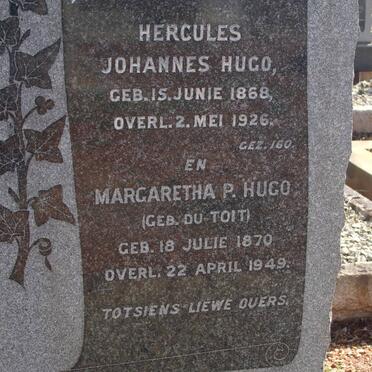 HERCULES
JOHANNES HUGO,
GEB. 15. JUNIE 1868,
OVERL. 2. MEI 1926.
GEZ. 160.
EN
MARGARETHA P. HUGO
(GEB. DU-TOIT)
GEB. 18 JULIE 1870
OVERL. 22 APRIL 1949.
TOTSIENS LIEWE OUERS.